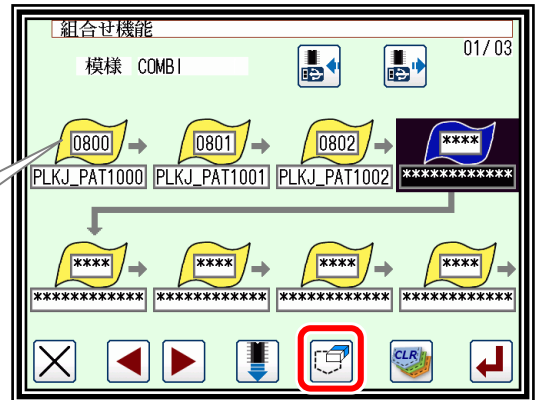 組合せ機能
01/03
模様 COMBI
0800 0801 0802 ****
PLKJ_PAT1000 PLKJ_PAT1001 PLKJ_PAT1002 ************
**** **** **** ****
************ ************ ************ ************
CLR